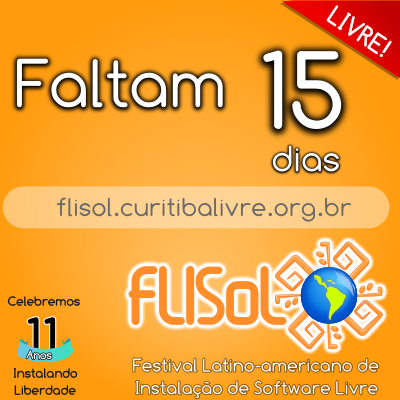 LIVRE!
Faltam 15
dias
flisol.curitibalivre.org.br
FLISoL
Celebremos
11
Anos
Instalando
Liberdade
Festival Latino-americano de
Instalação de Software Livre